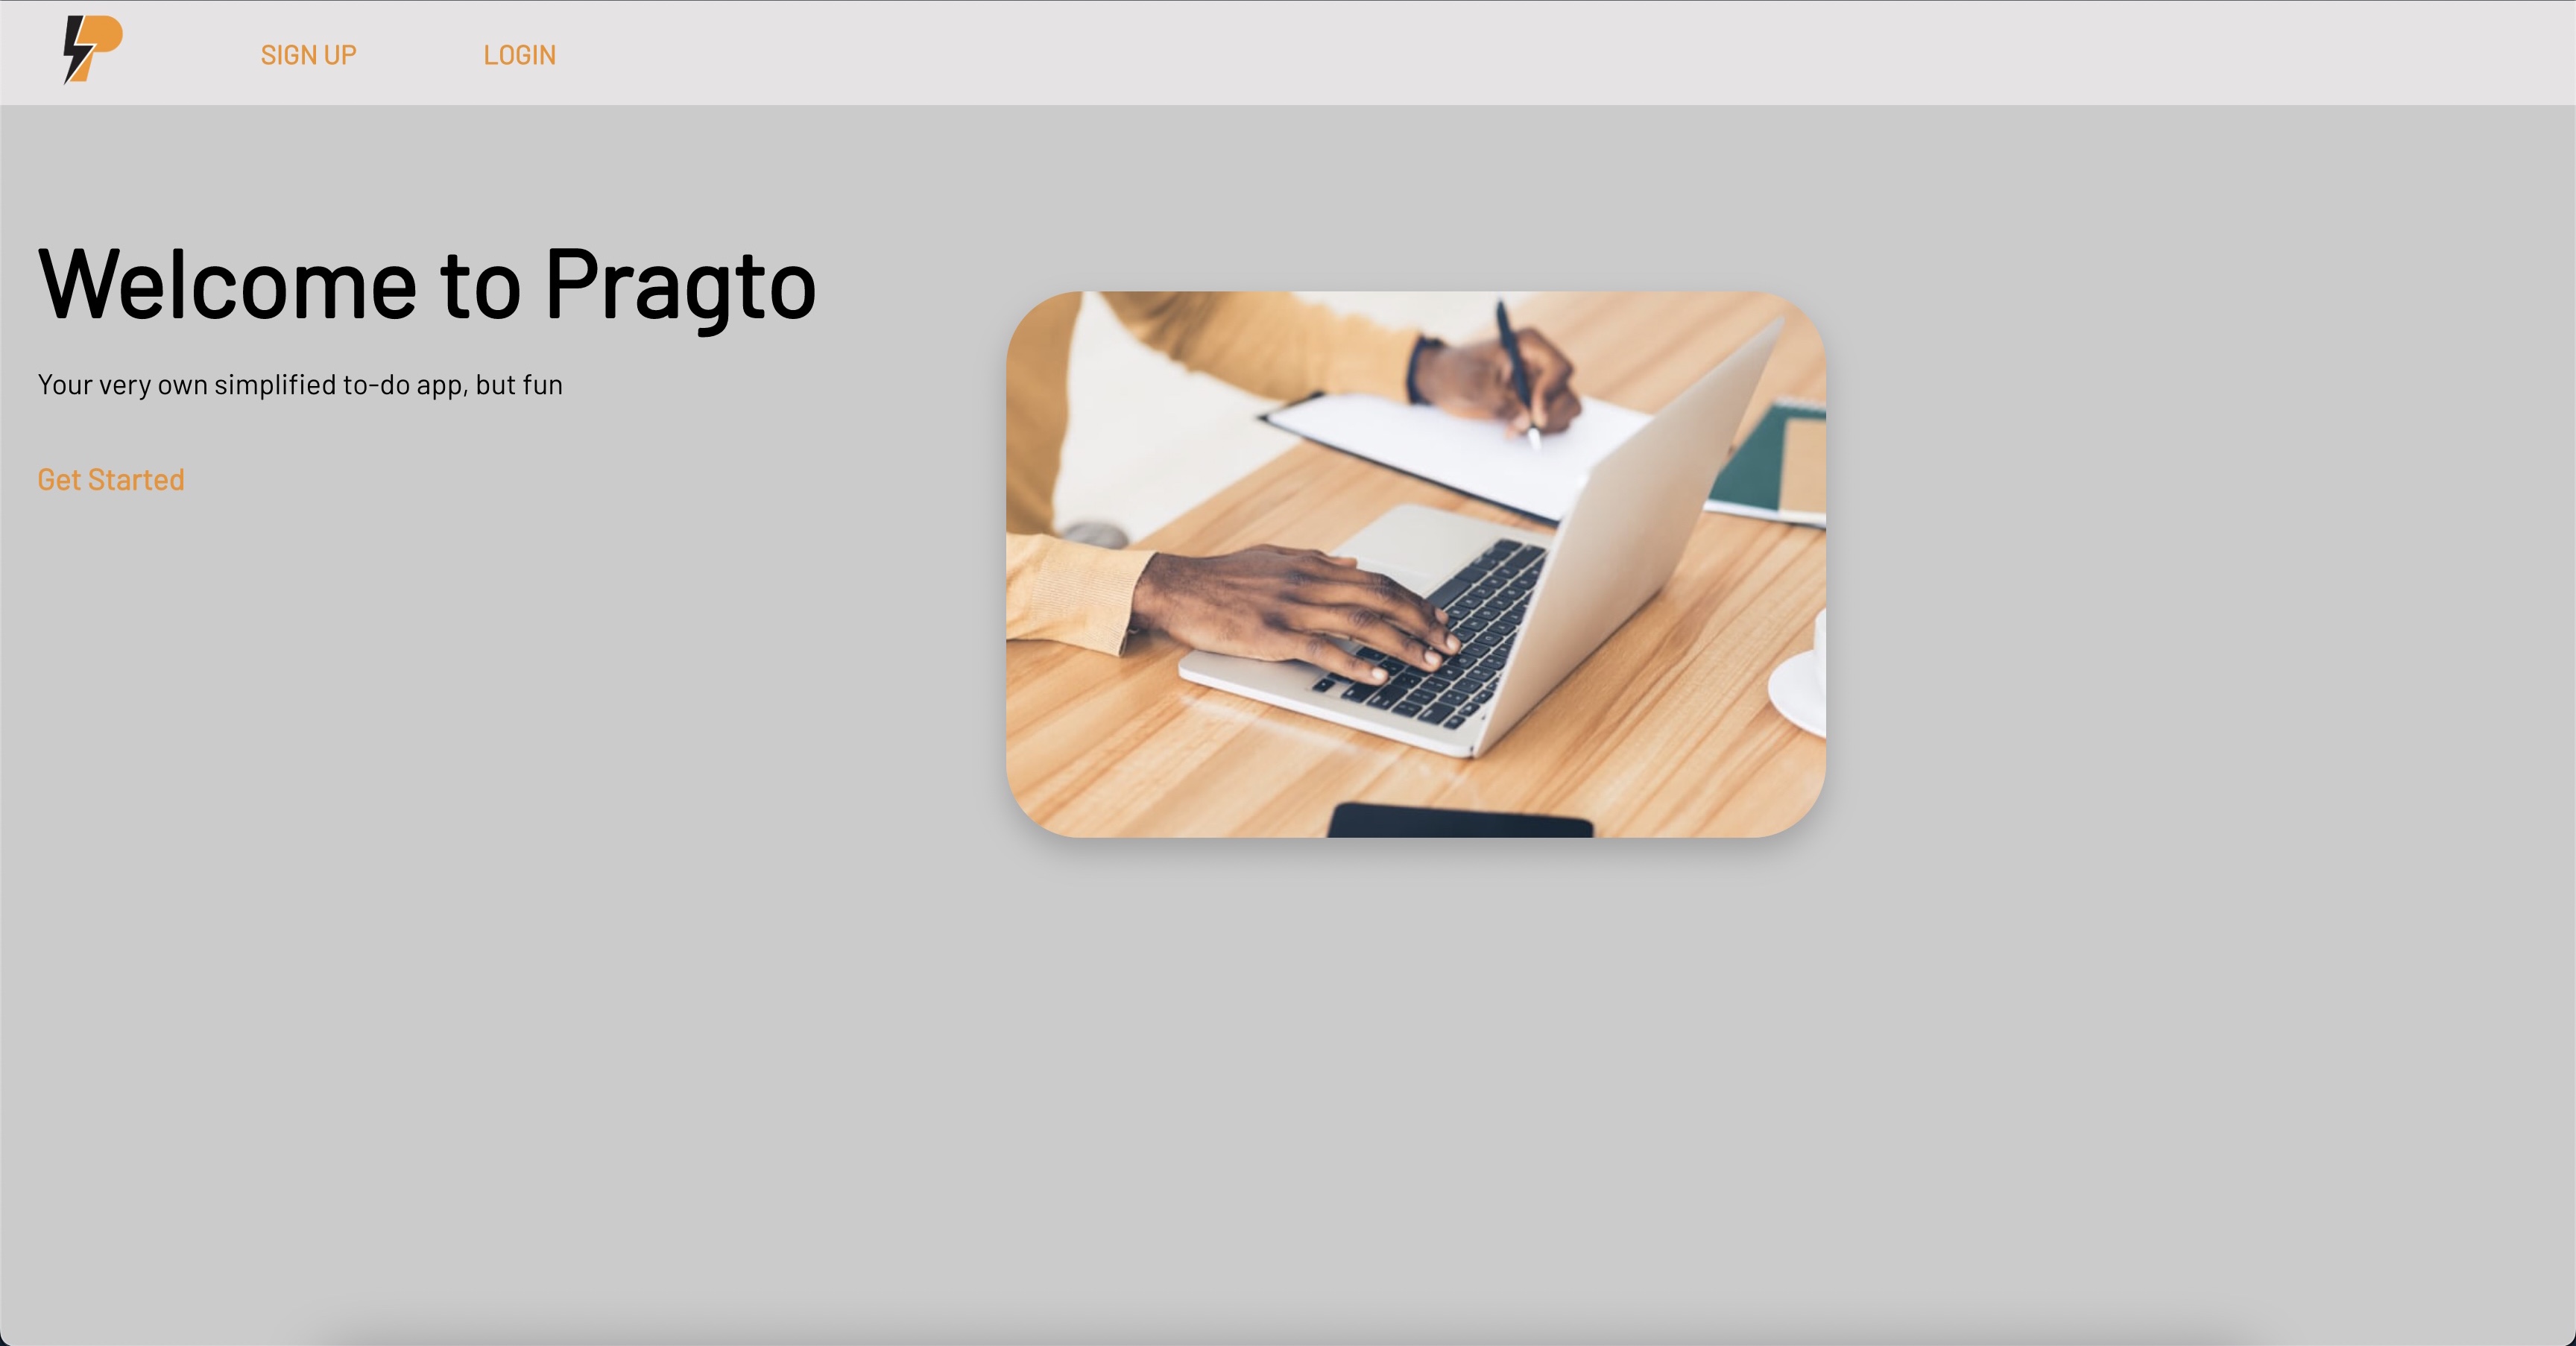 SIGN UP
LOGIN
Welcome to Pragto
Your very own simplified to-do app, but fun
Get Started